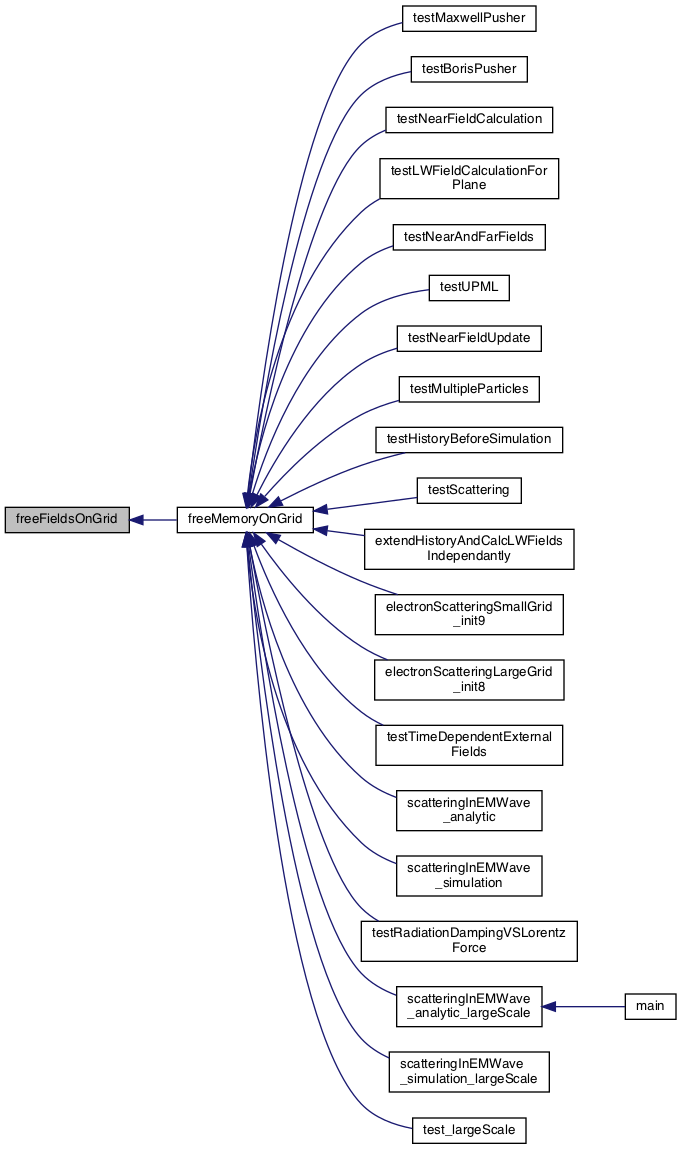 testMaxwellPusher
testBorisPusher
testNearFieldCalculation
testLWFieldCalculationFor
Plane
testNearAndFarFields
testUPML
testNearFieldUpdate
testMultipleParticles
testHistoryBeforeSimulation
testScattering
freeFieldsOnGrid
freeMemoryOnGrid
extendHistoryAndCalcLWFields
Independantly
electronScatteringSmallGrid
_init9
electronScatteringLargeGrid
_init8
testTimeDependentExternal
Fields
scatteringInEMWave
_analytic
scatteringInEMWave
_simulation
testRadiationDampingVSLorentz
Force
scatteringInEMWave
_analytic_largeScale
main
scatteringInEMWave
_simulation_largeScale
test_largeScale